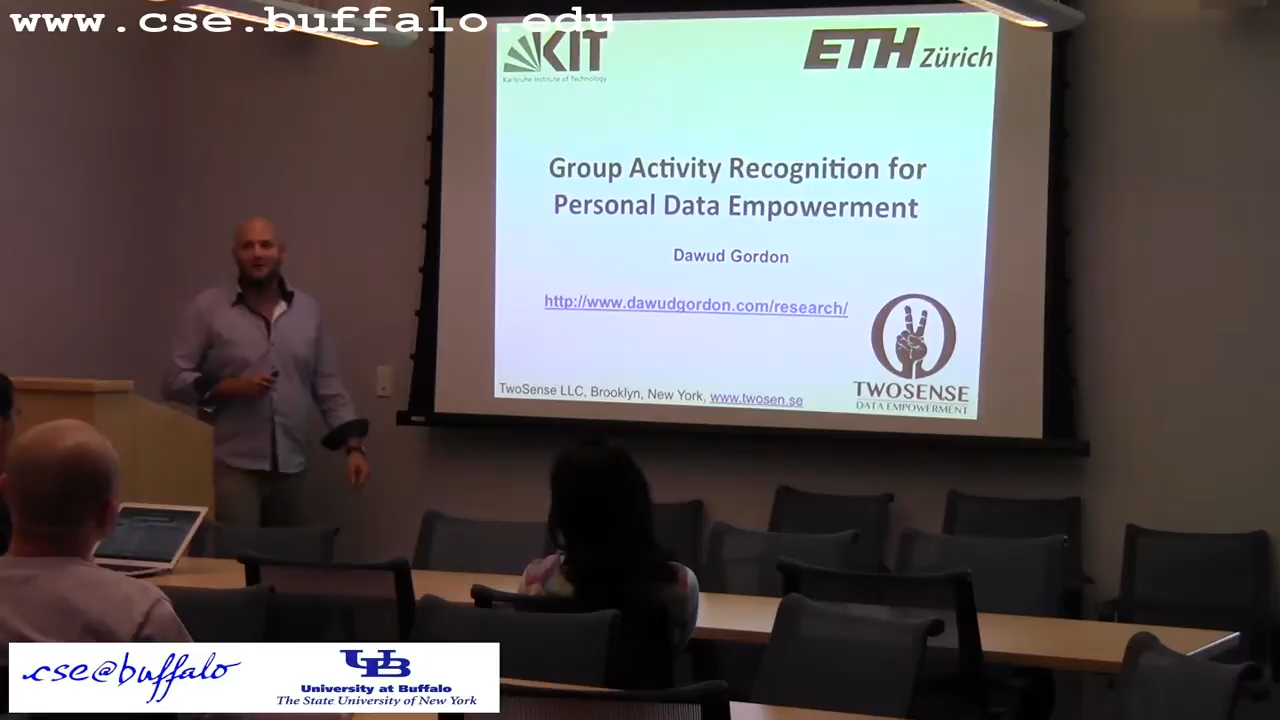 www.cse.buffalo.edu
KIT
Karlsruhe Institute of Technology
ETH Zürich
Group Activity Recognition for
Personal Data Empowerment
Dawud Gordon
http://www.dawudgordon.com/research/
TwoSense LLC, Brooklyn, New York, www.twosen.se
TWOSENSE
DATA EMPOWERMENT
cse@buffalo
UB
University at Buffalo
The State University of New York